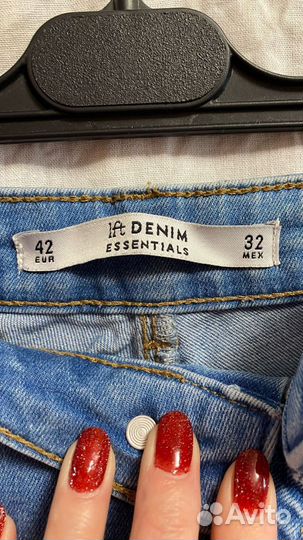 lft DENIM
ESSENTIALS
42
EUR
32
MEX
Avito